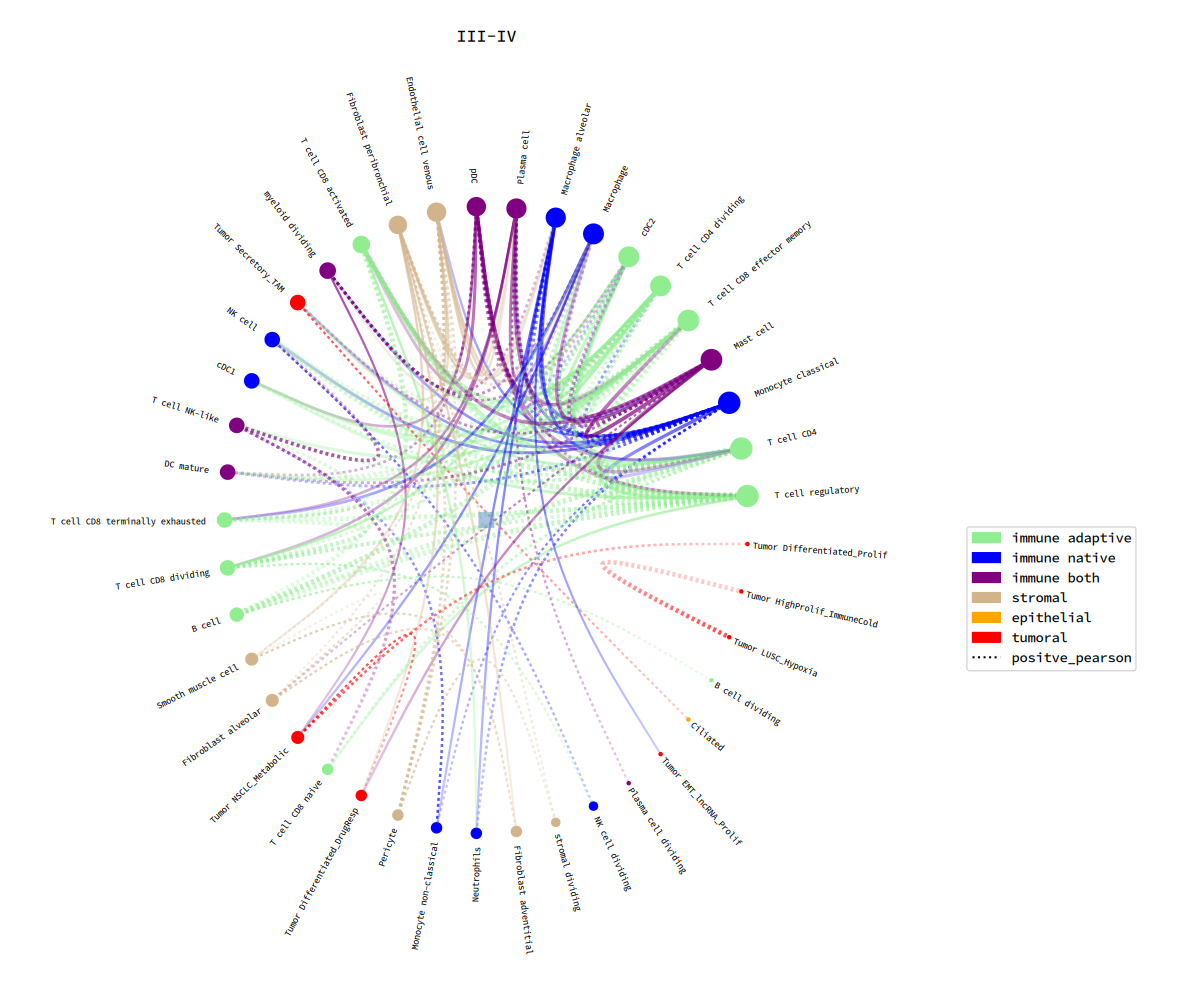 III-IV
Endothelial cell venous
Fibroblast peribronchial
T cell CD8 activated
myeloid dividing
Tumor Secretory_TAM
NK cell
cDC1
T cell NK-like
DC mature
T cell CD8 terminally exhausted
T cell CD8 dividing
B cell
Smooth muscle cell
Fibroblast alveolar
Tumor NSCLC_Metabolic
T cell CD8 naive
Tumor Differentiated_DrugResp
Pericyte
Monocyte non-classical
Neutrophils
Fibroblast adventitial
stromal dividing
NK cell dividing
Plasma cell dividing
Tumor EMT_lncRNA_Prolif
Ciliated
B cell dividing
Tumor LUSC_Hypoxia
Tumor HighProlif_ImmuneCold
Tumor Differentiated_Prolif
T cell regulatory
T cell CD4
Monocyte classical
Mast cell
T cell CD8 effector memory
T cell CD4 dividing
cDC2
Macrophage
Macrophage alveolar
Plasma cell
pDC
immune adaptive
immune native
immune both
stromal
epithelial
tumoral
positve_pearson